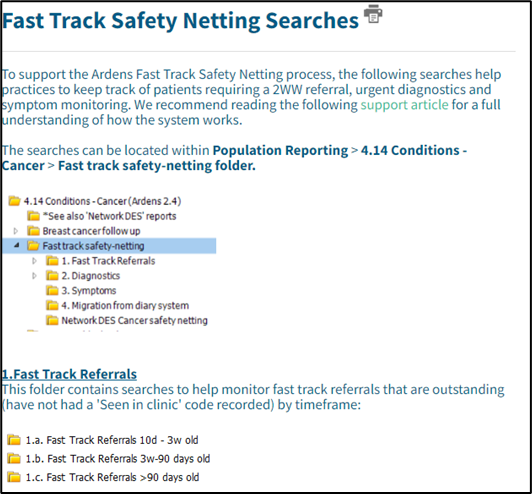 Fast Track Safety Netting Searches
To support the Ardens Fast Track Safety Netting process, the following searches help
practices to keep track of patients requiring a 2WW referral, urgent diagnostics and
symptom monitoring. We recommend reading the following support article for a full
understanding of how the system works.
The searches can be located within Population Reporting > 4.14 Conditions -
Cancer > Fast track safety-netting folder.
4.14 Conditions - Cancer (Ardens 2.4)
*See also 'Network DES' reports
Breast cancer follow up
Fast track safety-netting
1. Fast Track Referrals
2. Diagnostics
3. Symptoms
4. Migration from diary system
Network DES Cancer safety netting
1.Fast Track Referrals
This folder contains searches to help monitor fast track referrals that are outstanding
(have not had a 'Seen in clinic' code recorded) by timeframe:
1.a. Fast Track Referrals 10d - 3w old
1.b. Fast Track Referrals 3w-90 days old
1.c. Fast Track Referrals >90 days old